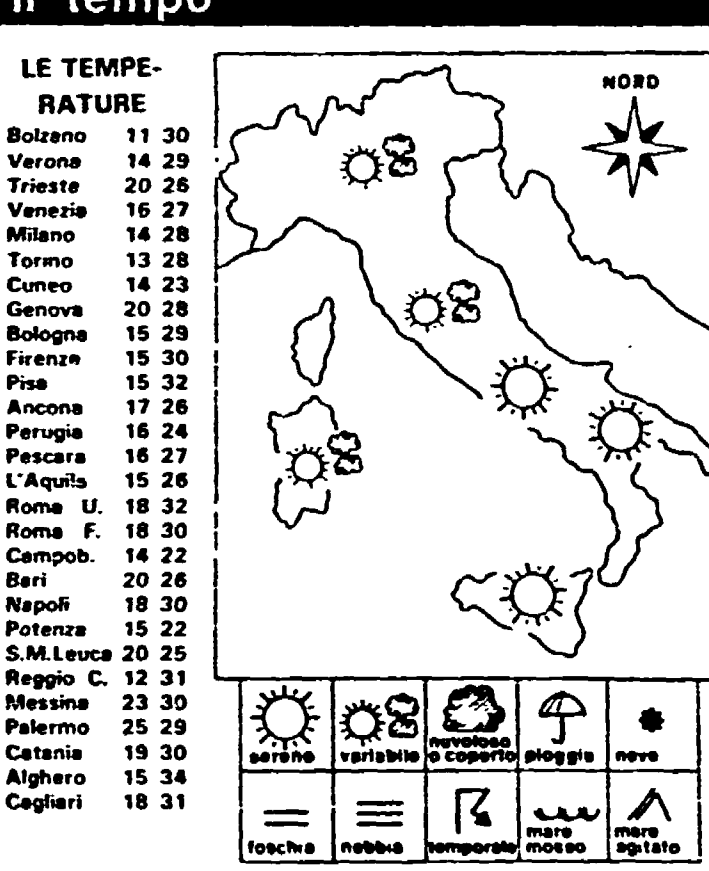 Il tempo
LE TEMPE-
RATURE
Bolzano 11 30
Verona 14 29
Trieste 20 26
Venezia 16 27
Milano 14 28
Torino 13 28
Cuneo 14 23
Genova 20 28
Bologna 15 29
Firenze 15 30
Pisa 15 32
Ancona 17 26
Perugia 16 24
Pescara 16 27
L'Aquila 15 26
Roma U. 18 32
Roma F. 18 30
Campob. 14 22
Bari 20 26
Napoli 18 30
Potenza 15 22
S.M.Leuca 20 25
Reggio C. 12 31
Messina 23 30
Palermo 25 29
Catania 19 30
Alghero 15 34
Cagliari 18 31
NORD
sereno
variabile
nuvoloso
o coperto
pioggia
neve
foschia
nebbia
temporale
mare
mosso
mare
agitato